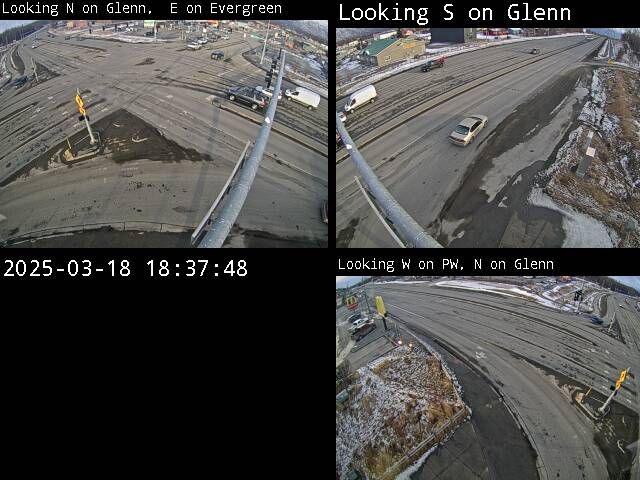 Looking N on Glenn,  E on Evergreen
Looking S on Glenn
2025-03-18 18:37:48
Looking W on PW, N on Glenn